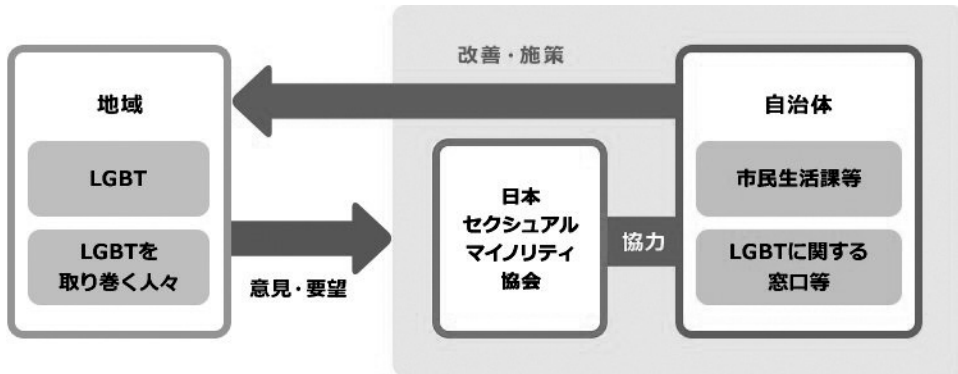 改善・施策
地域
LGBT
LGBTを
取り巻く人々
意見・要望
日本
セクシュアル
マイノリティ
協会
協力
自治体
市民生活課等
LGBTに関する
窓口等